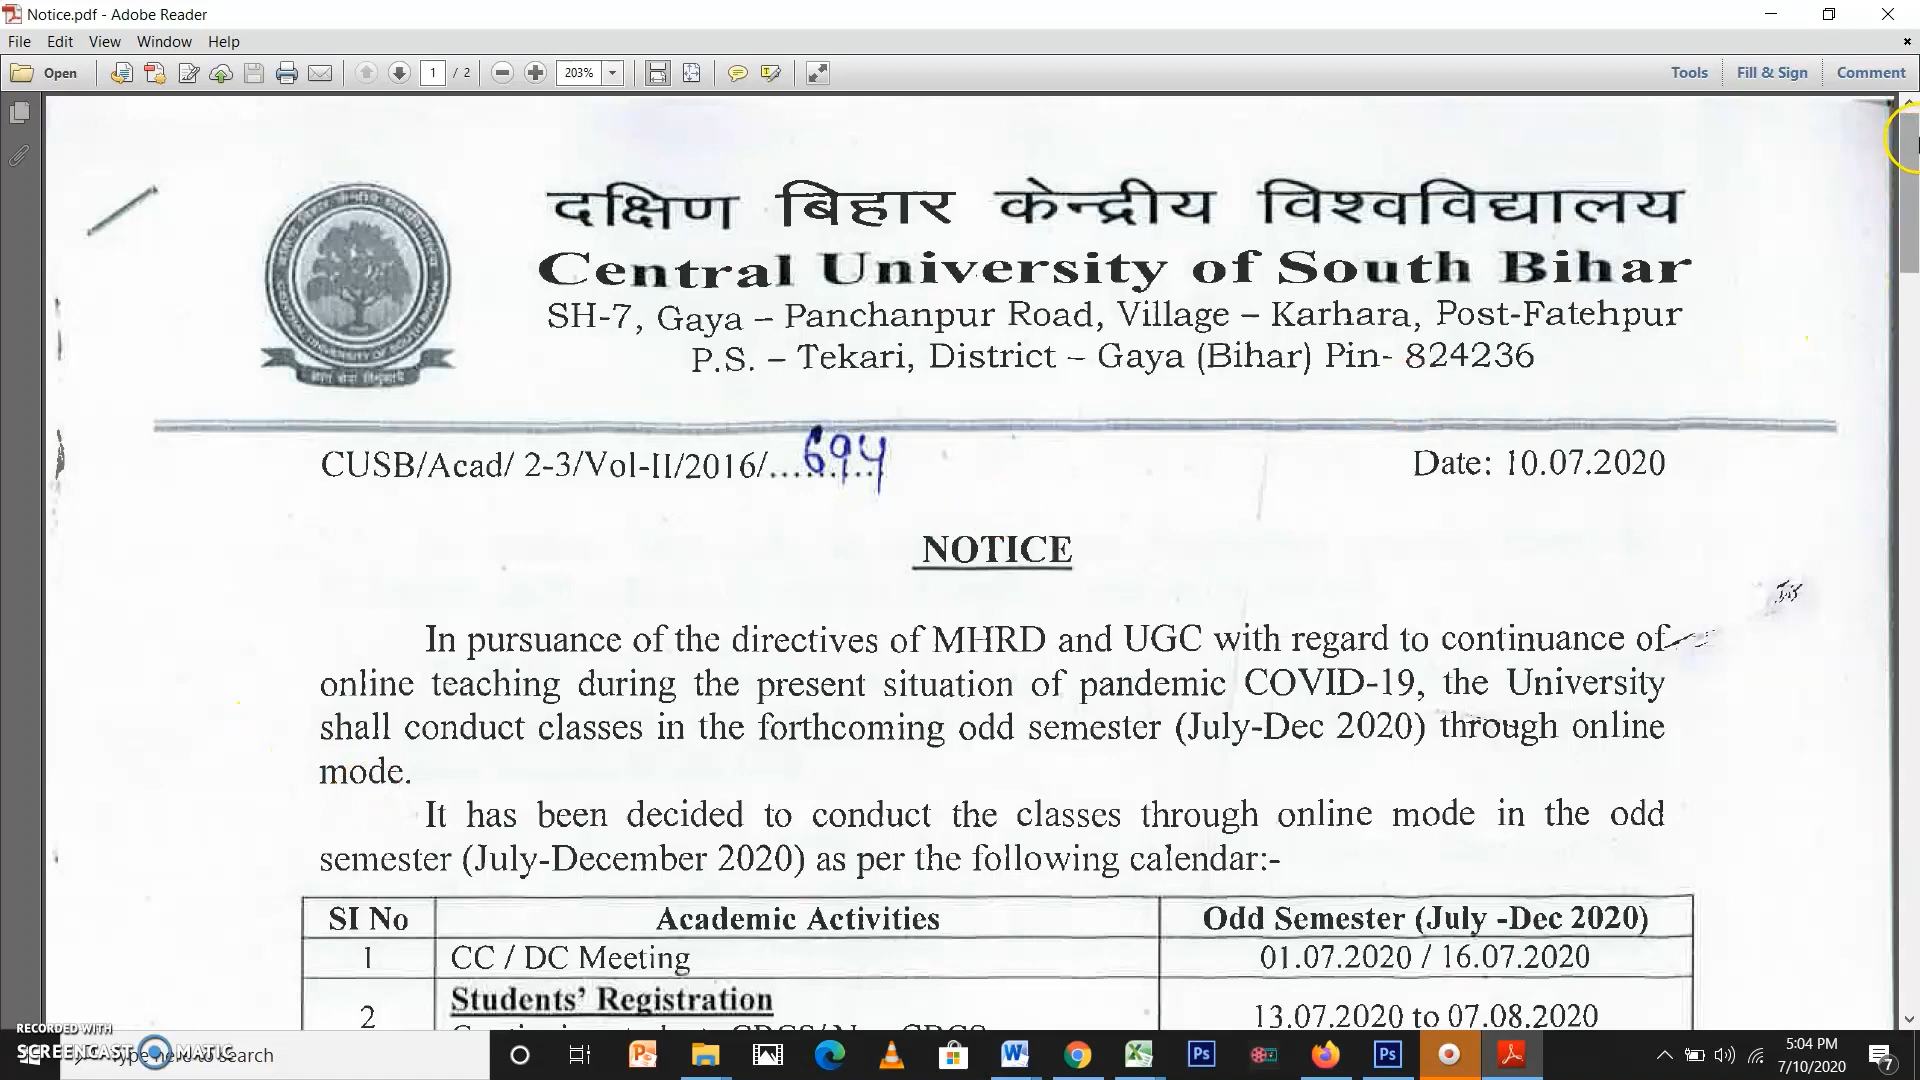 Notice.pdf - Adobe Reader
File Edit View Window Help
Open 1 / 2 203% Tools Fill & Sign Comment
दक्षिण बिहार केन्द्रीय विश्वविद्यालय
Central University of South Bihar
SH-7, Gaya – Panchanpur Road, Village – Karhara, Post-Fatehpur
P.S. – Tekari, District – Gaya (Bihar) Pin- 824236
CUSB/Acad/ 2-3/Vol-II/2016/....694 Date: 10.07.2020
NOTICE
In pursuance of the directives of MHRD and UGC with regard to continuance of
online teaching during the present situation of pandemic COVID-19, the University
shall conduct classes in the forthcoming odd semester (July-Dec 2020) through online
mode.
It has been decided to conduct the classes through online mode in the odd
semester (July-December 2020) as per the following calendar:-
SI No Academic Activities Odd Semester (July -Dec 2020)
1 CC / DC Meeting 01.07.2020 / 16.07.2020
2 Students' Registration 13.07.2020 to 07.08.2020
RECORDED WITH
SCREENCAST MATIC
Type here to search
5:04 PM
7/10/2020
7